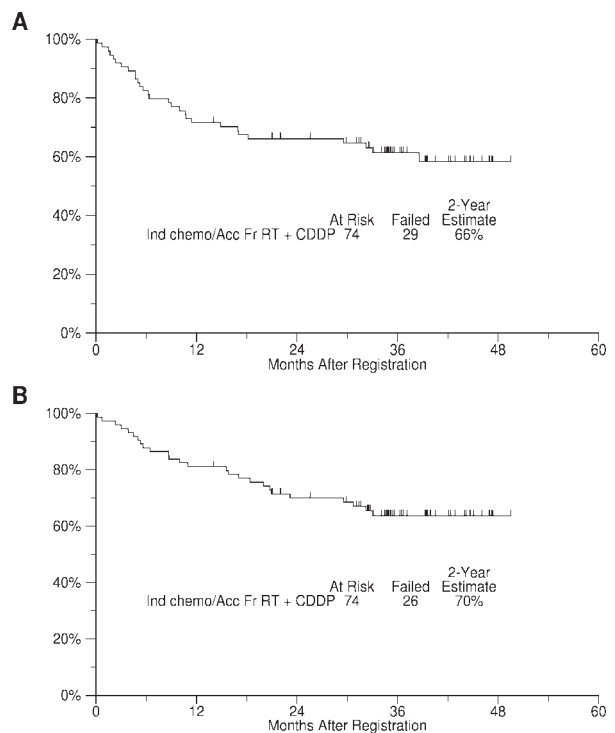 A
100%
80%
60%
40%
20%
0%
2-Year
At Risk Failed Estimate
Ind chemo/Acc Fr RT + CDDP 74 29 66%
0 12 24 36 48 60
Months After Registration
B
100%
80%
60%
40%
20%
0%
2-Year
At Risk Failed Estimate
Ind chemo/Acc Fr RT + CDDP 74 26 70%
0 12 24 36 48 60
Months After Registration